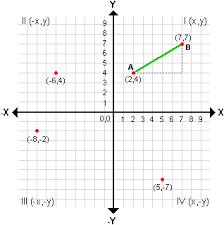 Y
II (-x,y)
I (x,y)
9
8
7
6
5
4
3
2
1
(7,7)
B
A
(-6,4)
(2,4)
-X
X
0,0
1 2 3 4 5 6 7 8 9
(-8,-2)
(5,-7)
III (-x,-y)
IV (x,-y)
-Y